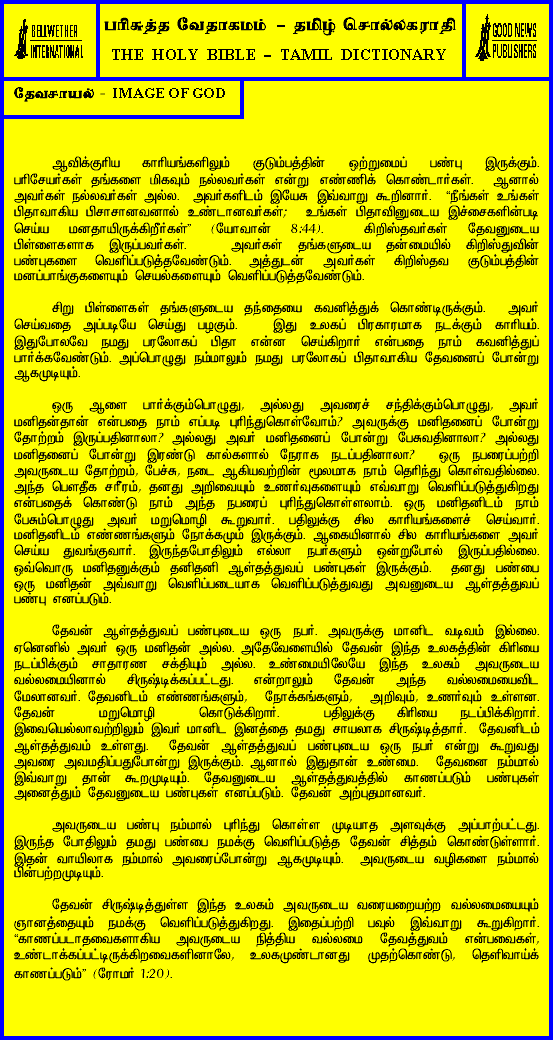 BELLWETHER
INTERNATIONAL
பரிசுத்த வேதாகமம் - தமிழ் சொல்லகராதி
THE HOLY BIBLE - TAMIL DICTIONARY
GOOD NEWS
PUBLISHERS
தேவசாயல் - IMAGE OF GOD
ஆவிக்குரிய காரியங்களிலும் குடும்பத்தின் ஒற்றுமைப் பண்பு இருக்கும்.
பரிசேயர்கள் தங்களை மிகவும் நல்லவர்கள் என்று எண்ணிக் கொண்டார்கள். ஆனால்
அவர்கள் நல்லவர்கள் அல்ல. அவர்களிடம் இயேசு இவ்வாறு கூறினார். "நீங்கள் உங்கள்
பிதாவாகிய பிசாசானவனால் உண்டானவர்கள்; உங்கள் பிதாவினுடைய இச்சைகளின்படி
செய்ய மனதாயிருக்கிறீர்கள்" (யோவான் 8:44). கிறிஸ்தவர்கள் தேவனுடைய
பிள்ளைகளாக இருப்பவர்கள். அவர்கள் தங்களுடைய தன்மையில் கிறிஸ்துவின்
பண்புகளை வெளிப்படுத்தவேண்டும். அத்துடன் அவர்கள் கிறிஸ்தவ குடும்பத்தின்
மனப்பாங்குகளையும் செயல்களையும் வெளிப்படுத்தவேண்டும்.
சிறு பிள்ளைகள் தங்களுடைய தந்தையை கவனித்துக் கொண்டிருக்கும். அவர்
செய்வதை அப்படியே செய்து பழகும். இது உலகப் பிரகாரமாக நடக்கும் காரியம்.
இதுபோலவே நமது பரலோகப் பிதா என்ன செய்கிறார் என்பதை நாம் கவனித்துப்
பார்க்கவேண்டும். அப்பொழுது நம்மாலும் நமது பரலோகப் பிதாவாகிய தேவனைப் போன்று
ஆகமுடியும்.
ஒரு ஆளை பார்க்கும்பொழுது, அல்லது அவரைச் சந்திக்கும்பொழுது, அவர்
மனிதன்தான் என்பதை நாம் எப்படி புரிந்துகொள்வோம்? அவருக்கு மனிதனைப் போன்று
தோற்றம் இருப்பதினாலா? அல்லது அவர் மனிதனைப் போன்று பேசுவதினாலா? அல்லது
மனிதனைப் போன்று இரண்டு கால்களால் நேராக நடப்பதினாலா? ஒரு நபரைப்பற்றி
அவருடைய தோற்றம், பேச்சு, நடை ஆகியவற்றின் மூலமாக நாம் தெரிந்து கொள்வதில்லை.
அந்த பௌதீக சரீரம், தனது அறிவையும் உணர்வுகளையும் எவ்வாறு வெளிப்படுத்துகிறது
என்பதைக் கொண்டு நாம் அந்த நபரைப் புரிந்துகொள்ளலாம். ஒரு மனிதனிடம் நாம்
பேசும்பொழுது அவர் மறுமொழி கூறுவார். பதிலுக்கு சில காரியங்களைச் செய்வார்.
மனிதனிடம் எண்ணங்களும் நோக்கமும் இருக்கும். ஆகையினால் சில காரியங்களை அவர்
செய்ய துவங்குவார். இருந்தபோதிலும் எல்லா நபர்களும் ஒன்றுபோல் இருப்பதில்லை.
ஒவ்வொரு மனிதனுக்கும் தனிதனி ஆள்தத்துவப் பண்புகள் இருக்கும். தனது பண்பை
ஒரு மனிதன் அவ்வாறு வெளிப்படையாக வெளிப்படுத்துவது அவனுடைய ஆள்தத்துவப்
பண்பு எனப்படும்.
தேவன் ஆள்தத்துவப் பண்புடைய ஒரு நபர். அவருக்கு மானிட வடிவம் இல்லை.
ஏனெனில் அவர் ஒரு மனிதன் அல்ல. அதேவேளையில் தேவன் இந்த உலகத்தின் கிரியை
நடப்பிக்கும் சாதாரண சக்தியும் அல்ல. உண்மையிலேயே இந்த உலகம் அவருடைய
வல்லமையினால் சிருஷ்டிக்கப்பட்டது. என்றாலும் தேவன் அந்த வல்லமையைவிட
மேலானவர். தேவனிடம் எண்ணங்களும், நோக்கங்களும், அறிவும், உணர்வும் உள்ளன.
தேவன் மறுமொழி கொடுக்கிறார். பதிலுக்கு கிரியை நடப்பிக்கிறார்.
இவையெல்லாவற்றிலும் இவர் மானிட இனத்தை தமது சாயலாக சிருஷ்டித்தார். தேவனிடம்
ஆள்தத்துவம் உள்ளது. தேவன் ஆள்தத்துவப் பண்புடைய ஒரு நபர் என்று கூறுவது
அவரை அவமதிப்பதுபோன்று இருக்கும். ஆனால் இதுதான் உண்மை. தேவனை நம்மால்
இவ்வாறு தான் கூறமுடியும். தேவனுடைய ஆள்தத்துவத்தில் காணப்படும் பண்புகள்
அனைத்தும் தேவனுடைய பண்புகள் எனப்படும். தேவன் அற்புதமானவர்.
அவருடைய பண்பு நம்மால் புரிந்து கொள்ள முடியாத அளவுக்கு அப்பாற்பட்டது.
இருந்த போதிலும் தமது பண்பை நமக்கு வெளிப்படுத்த தேவன் சித்தம் கொண்டுள்ளார்.
இதன் வாயிலாக நம்மால் அவரைப்போன்று ஆகமுடியும். அவருடைய வழிகளை நம்மால்
பின்பற்றமுடியும்.
தேவன் சிருஷ்டித்துள்ள இந்த உலகம் அவருடைய வரையறையற்ற வல்லமையையும்
ஞானத்தையும் நமக்கு வெளிப்படுத்துகிறது. இதைப்பற்றி பவுல் இவ்வாறு கூறுகிறார்.
"காணப்படாதவைகளாகிய அவருடைய நித்திய வல்லமை தேவத்துவம் என்பவைகள்,
உண்டாக்கப்பட்டிருக்கிறவைகளினாலே, உலகமுண்டானது முதற்கொண்டு, தெளிவாய்க்
காணப்படும்" (ரோமர் 1:20).